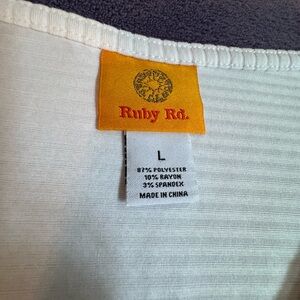 Ruby Rd.
L
87% POLYESTER
10% RAYON
3% SPANDEX
MADE IN CHINA